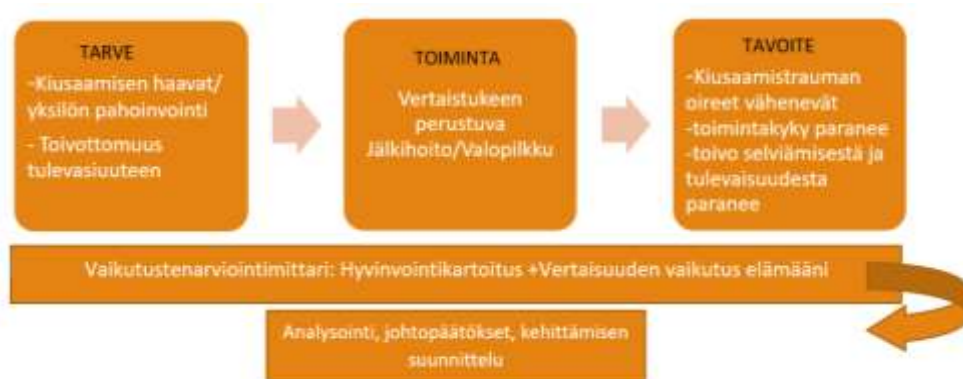 TARVE
-Kiusaamisen haavat/
yksilön pahoinvointi
- Toivottomuus
tulevasiuuteen
TOIMINTA
Vertaistukeen
perustuva
Jälkihoito/Valopilkku
TAVOITE
-Kiusaamistrauman
oireet vähenevät
-toimintakyky paranee
-toivo selviämisestä ja
tulevaisuudesta
paranee
Vaikutustenarviointimittari: Hyvinvointikartoitus +Vertaisuuden vaikutus elämääni
Analysointi, johtopäätökset, kehittämisen
suunnittelu